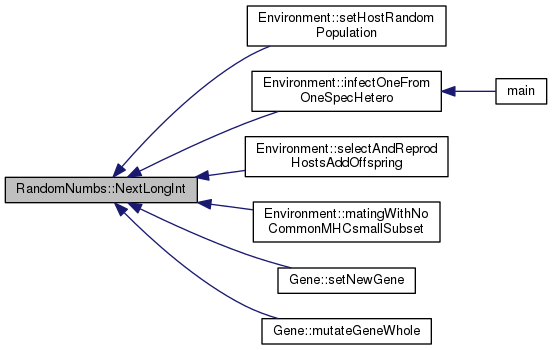 Environment::setHostRandom
Population
Environment::infectOneFrom
OneSpecHetero
main
Environment::selectAndReprod
HostsAddOffspring
RandomNumbs::NextLongInt
Environment::matingWithNo
CommonMHCsmallSubset
Gene::setNewGene
Gene::mutateGeneWhole